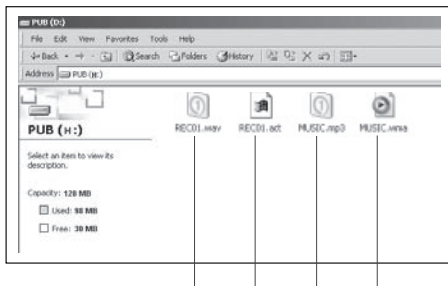 PUB (D:)
File Edit View Favorites Tools Help
Back Search Folders History
Address PUB (H:)
PUB (H:)
Select an item to view its
description.
Capacity: 128 MB
Used: 98 MB
Free: 30 MB
REC01.wav REC01.act MUSIC.mp3 MUSIC.wma